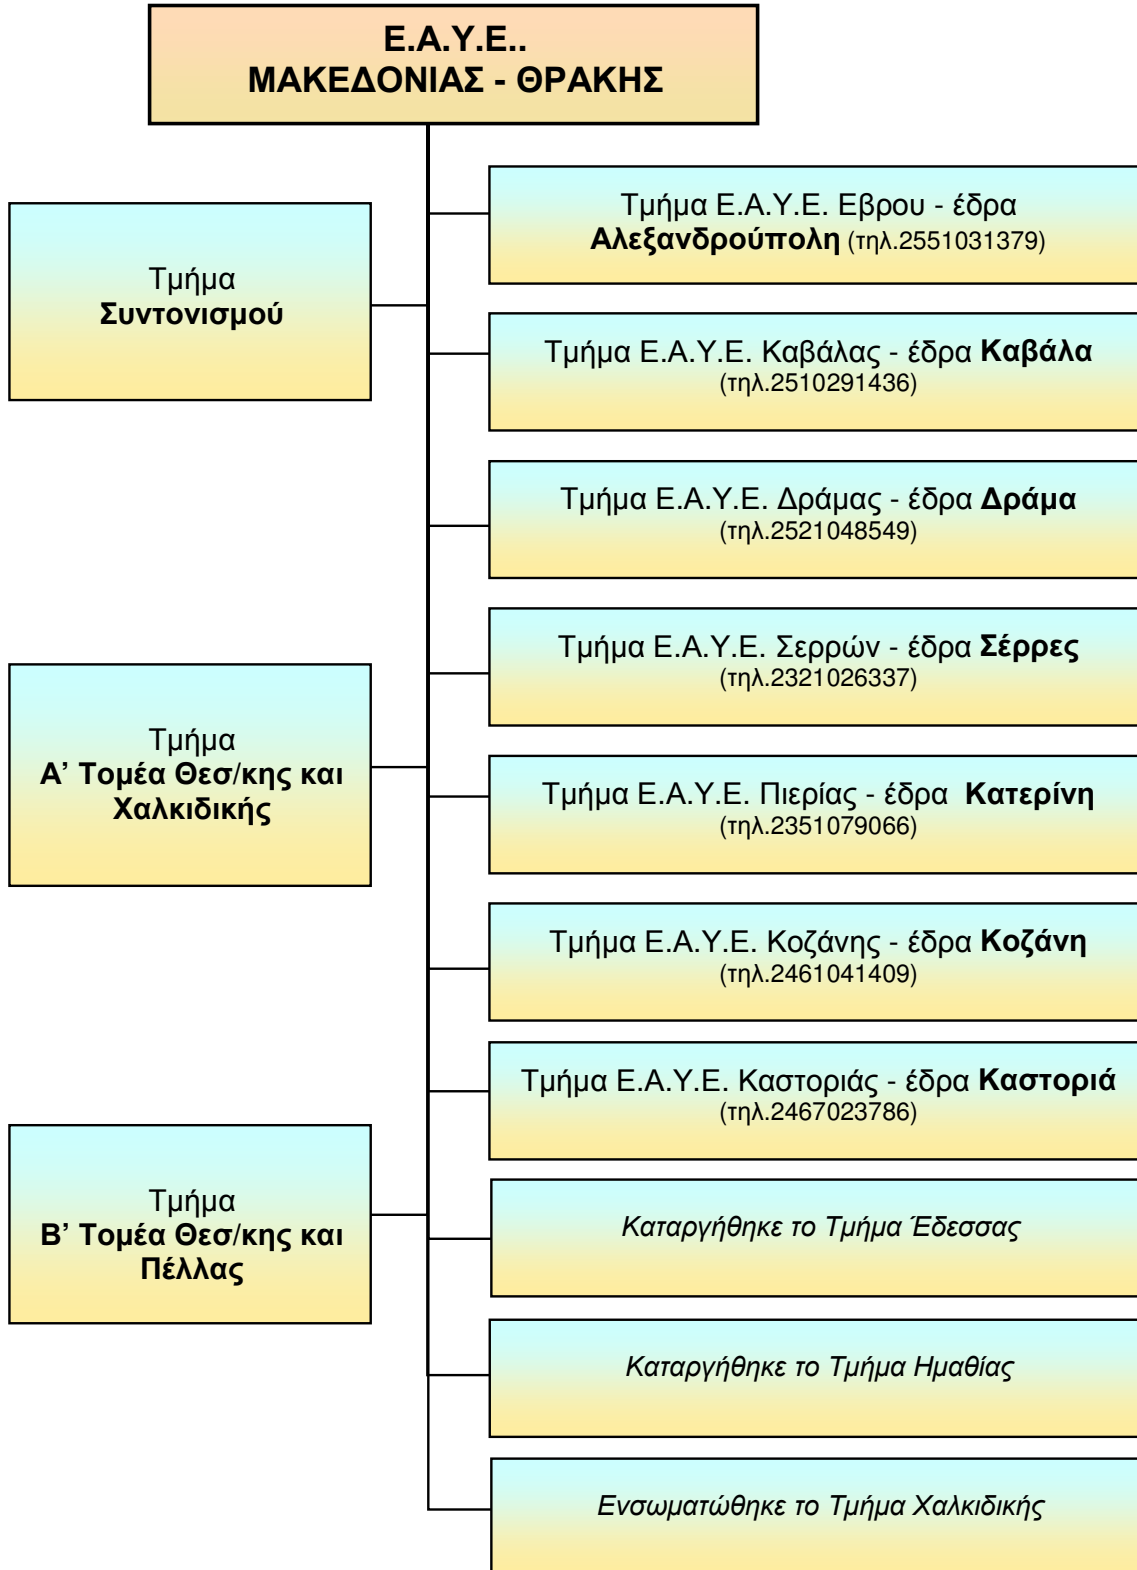 Ε.Α.Υ.Ε..
ΜΑΚΕΔΟΝΙΑΣ - ΘΡΑΚΗΣ
Τμήμα
Συντονισμού
Τμήμα
Α’ Τομέα Θεσ/κης και
Χαλκιδικής
Τμήμα
Β’ Τομέα Θεσ/κης και
Πέλλας
Τμήμα Ε.Α.Υ.Ε. Εβρου - έδρα
Αλεξανδρούπολη (τηλ.2551031379)
Τμήμα Ε.Α.Υ.Ε. Καβάλας - έδρα Καβάλα
(τηλ.2510291436)
Τμήμα Ε.Α.Υ.Ε. Δράμας - έδρα Δράμα
(τηλ.2521048549)
Τμήμα Ε.Α.Υ.Ε. Σερρών - έδρα Σέρρες
(τηλ.2321026337)
Τμήμα Ε.Α.Υ.Ε. Πιερίας - έδρα Κατερίνη
(τηλ.2351079066)
Τμήμα Ε.Α.Υ.Ε. Κοζάνης - έδρα Κοζάνη
(τηλ.2461041409)
Τμήμα Ε.Α.Υ.Ε. Καστοριάς - έδρα Καστοριά
(τηλ.2467023786)
Καταργήθηκε το Τμήμα Έδεσσας
Καταργήθηκε το Τμήμα Ημαθίας
Ενσωματώθηκε το Τμήμα Χαλκιδικής